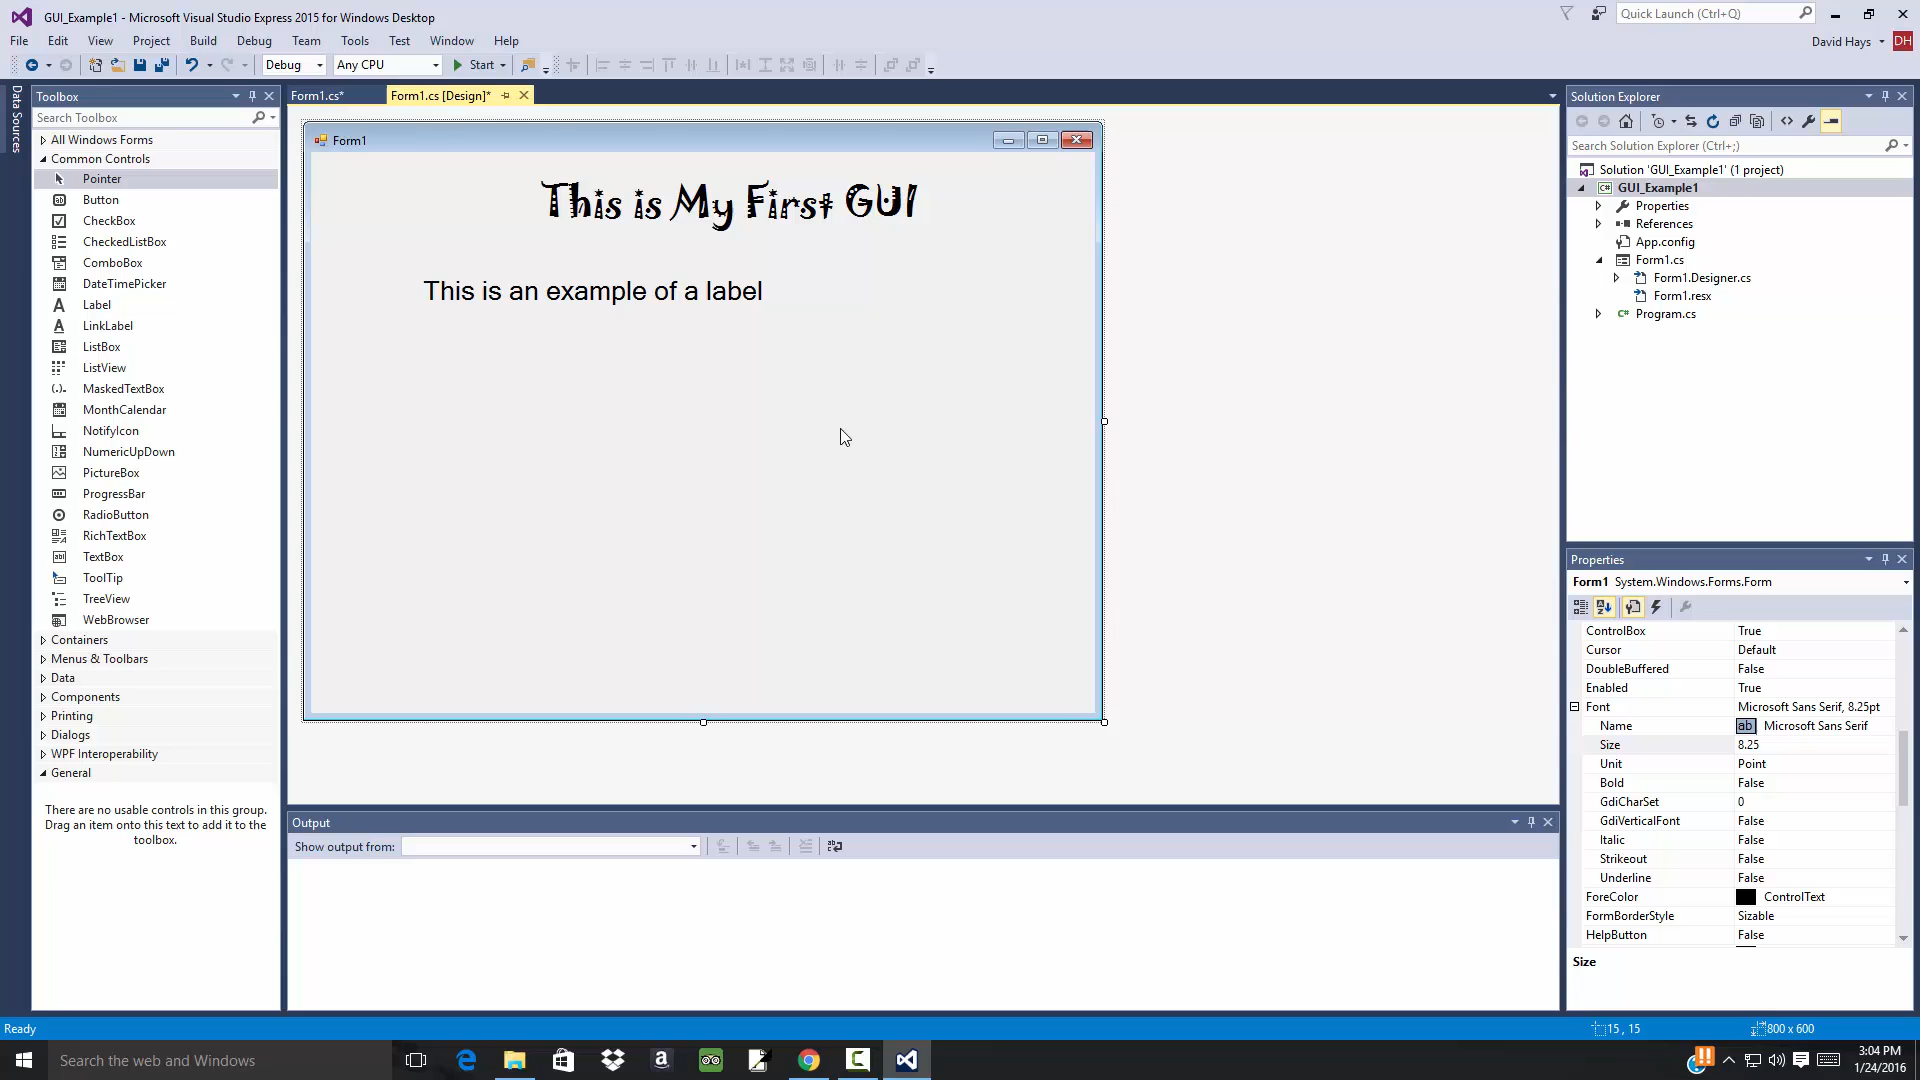 GUI_Example1 - Microsoft Visual Studio Express 2015 for Windows Desktop
Quick Launch (Ctrl+Q)
File Edit View Project Build Debug Team Tools Test Window Help
David Hays DH
Debug Any CPU Start
Data Sources
Toolbox
Search Toolbox
All Windows Forms
Common Controls
Pointer
Button
CheckBox
CheckedListBox
ComboBox
DateTimePicker
Label
LinkLabel
ListBox
ListView
MaskedTextBox
MonthCalendar
NotifyIcon
NumericUpDown
PictureBox
ProgressBar
RadioButton
RichTextBox
TextBox
ToolTip
TreeView
WebBrowser
Containers
Menus & Toolbars
Data
Components
Printing
Dialogs
WPF Interoperability
General
There are no usable controls in this group.
Drag an item onto this text to add it to the
toolbox.
Form1.cs* Form1.cs [Design]*
Form1
This is My First GUI
This is an example of a label
Output
Show output from:
Solution Explorer
Search Solution Explorer (Ctrl+;)
Solution 'GUI_Example1' (1 project)
GUI_Example1
Properties
References
App.config
Form1.cs
Form1.Designer.cs
Form1.resx
Program.cs
Properties
Form1 System.Windows.Forms.Form
ControlBox True
Cursor Default
DoubleBuffered False
Enabled True
Font Microsoft Sans Serif, 8.25pt
Name ab Microsoft Sans Serif
Size 8.25
Unit Point
Bold False
GdiCharSet 0
GdiVerticalFont False
Italic False
Strikeout False
Underline False
ForeColor ControlText
FormBorderStyle Sizable
HelpButton False
Size
Ready 15 , 15 800 x 600
Search the web and Windows
3:04 PM
1/24/2016